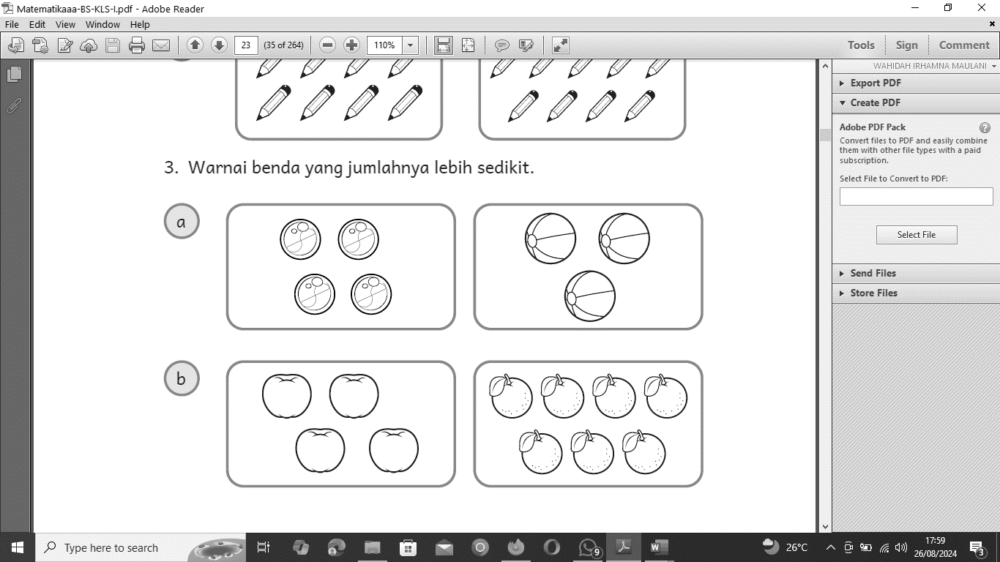 Matematikaaa-BS-KLS-I.pdf - Adobe Reader
File Edit View Window Help
23 (35 of 264) 110% Tools Sign Comment
WAHIDAH IRHAMNA MAULANI
Export PDF
Create PDF
Adobe PDF Pack
Convert files to PDF and easily combine
them with other file types with a paid
subscription.
Select File to Convert to PDF:
Select File
Send Files
Store Files
3. Warnai benda yang jumlahnya lebih sedikit.
a
b
Type here to search
9
W
26°C
17:59
26/08/2024
3